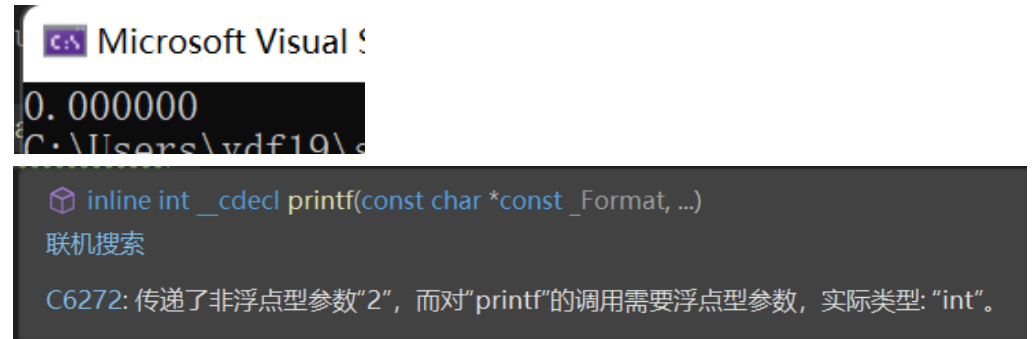 Microsoft Visual
0.000000
C:\Users\ydf19\
inline int __cdecl printf(const char *const _Format, ...)
联机搜索
C6272: 传递了非浮点型参数“2”，而对“printf”的调用需要浮点型参数，实际类型: “int”。